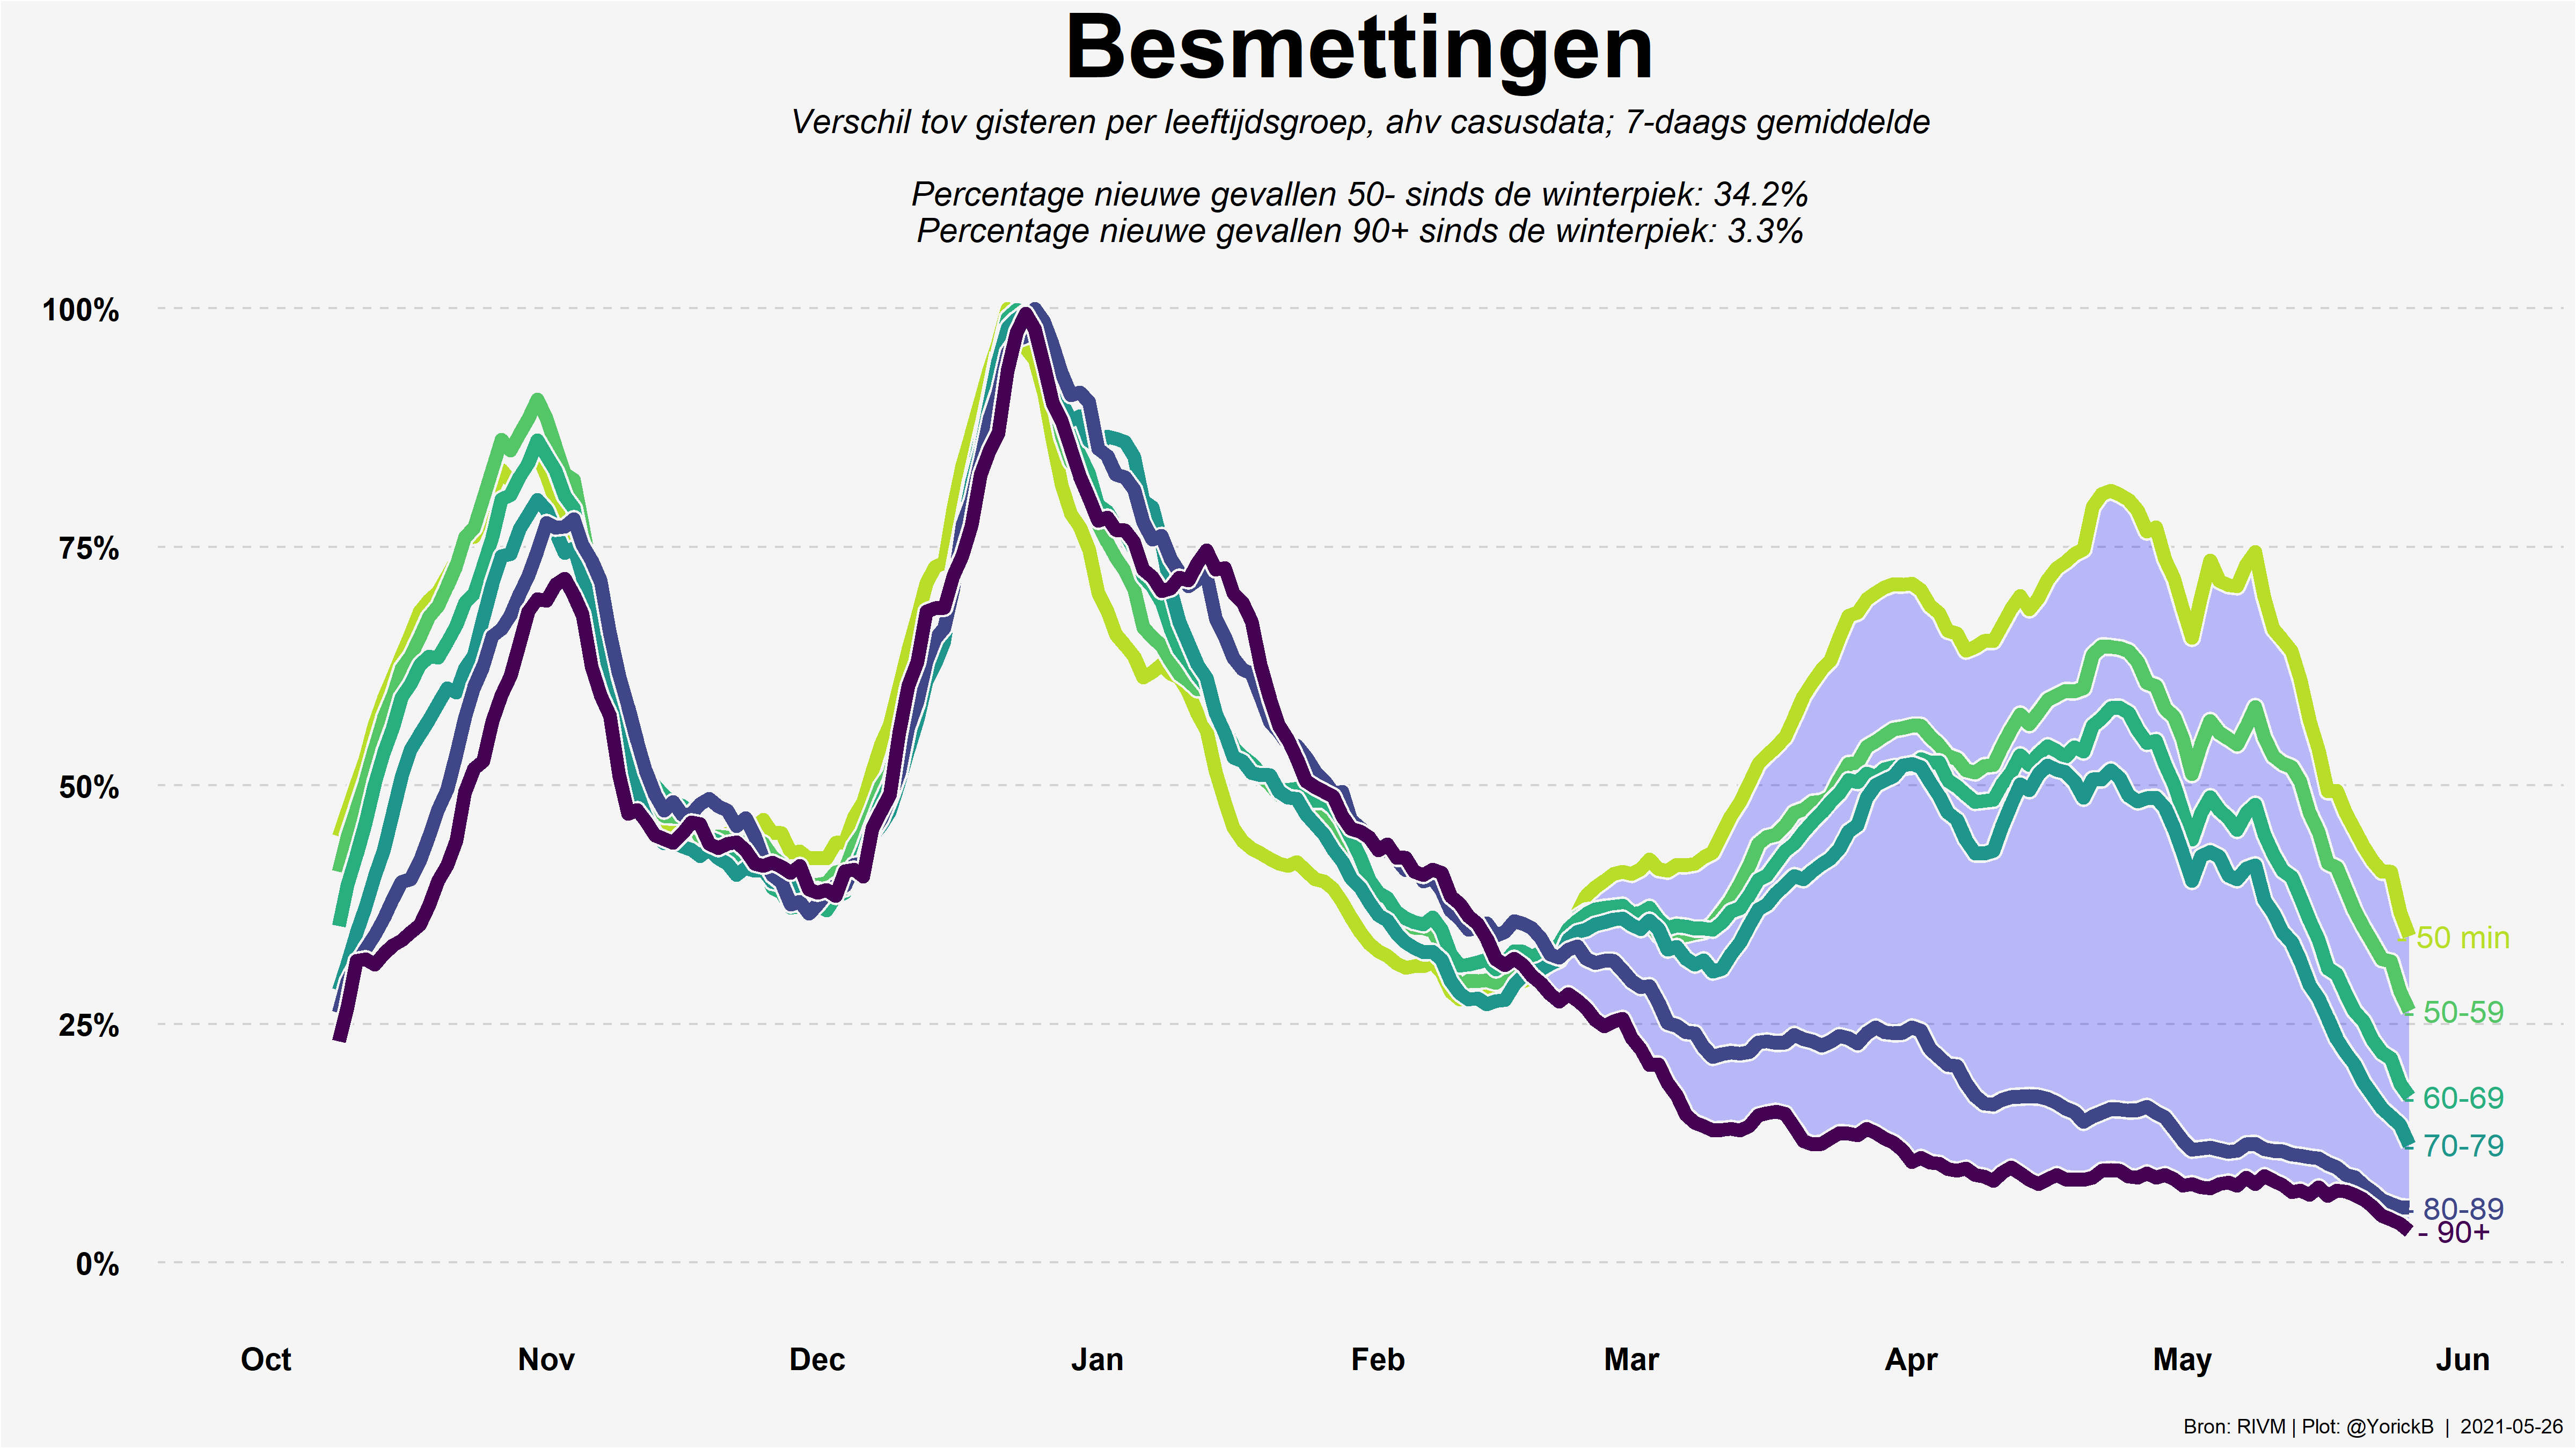 Besmettingen
Verschil tov gisteren per leeftijdsgroep, ahv casusdata; 7-daags gemiddelde
Percentage nieuwe gevallen 50- sinds de winterpiek: 34.2%
Percentage nieuwe gevallen 90+ sinds de winterpiek: 3.3%
100%
75%
50%
25%
0%
- 50 min
- 50-59
- 60-69
- 70-79
- 80-89
- 90+
Oct Nov Dec Jan Feb Mar Apr May Jun
Bron: RIVM | Plot: @YorickB | 2021-05-26